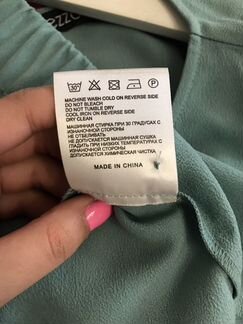 30°
P
MACHINE WASH COLD ON REVERSE SIDE
DO NOT BLEACH
DO NOT TUMBLE DRY
COOL IRON ON REVERSE SIDE
DRY CLEAN
МАШИННАЯ СТИРКА ПРИ 30 ГРАДУСАХ С
ИЗНАНОЧНОЙ СТОРОНЫ
НЕ ОТБЕЛИВАТЬ
НЕ ДОПУСКАЕТСЯ МАШИННАЯ СУШКА
ГЛАДИТЬ ПРИ НИЗКИХ ТЕМПЕРАТУРАХ С
ИЗНАНОЧНОЙ СТОРОНЫ
ДОПУСКАЕТСЯ ХИМИЧЕСКАЯ ЧИСТКА
MADE IN CHINA